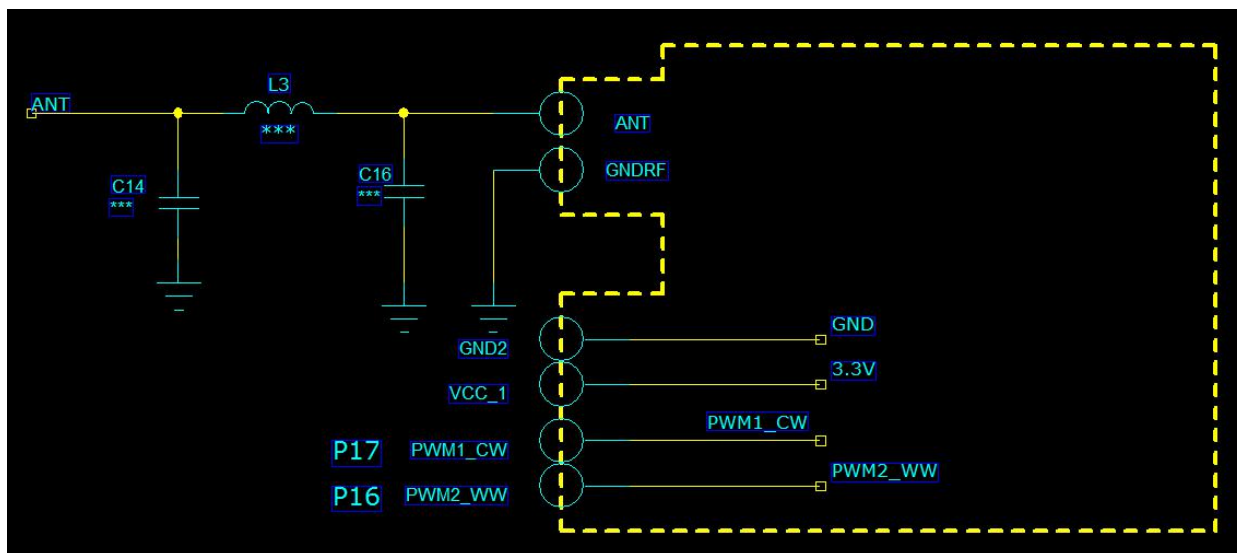 L3
ANT
***
ANT
C16
***
GNDRF
C14
***
GND
GND2
3.3V
VCC_1
PWM1_CW
P17
PWM1_CW
PWM2_WW
P16
PWM2_WW